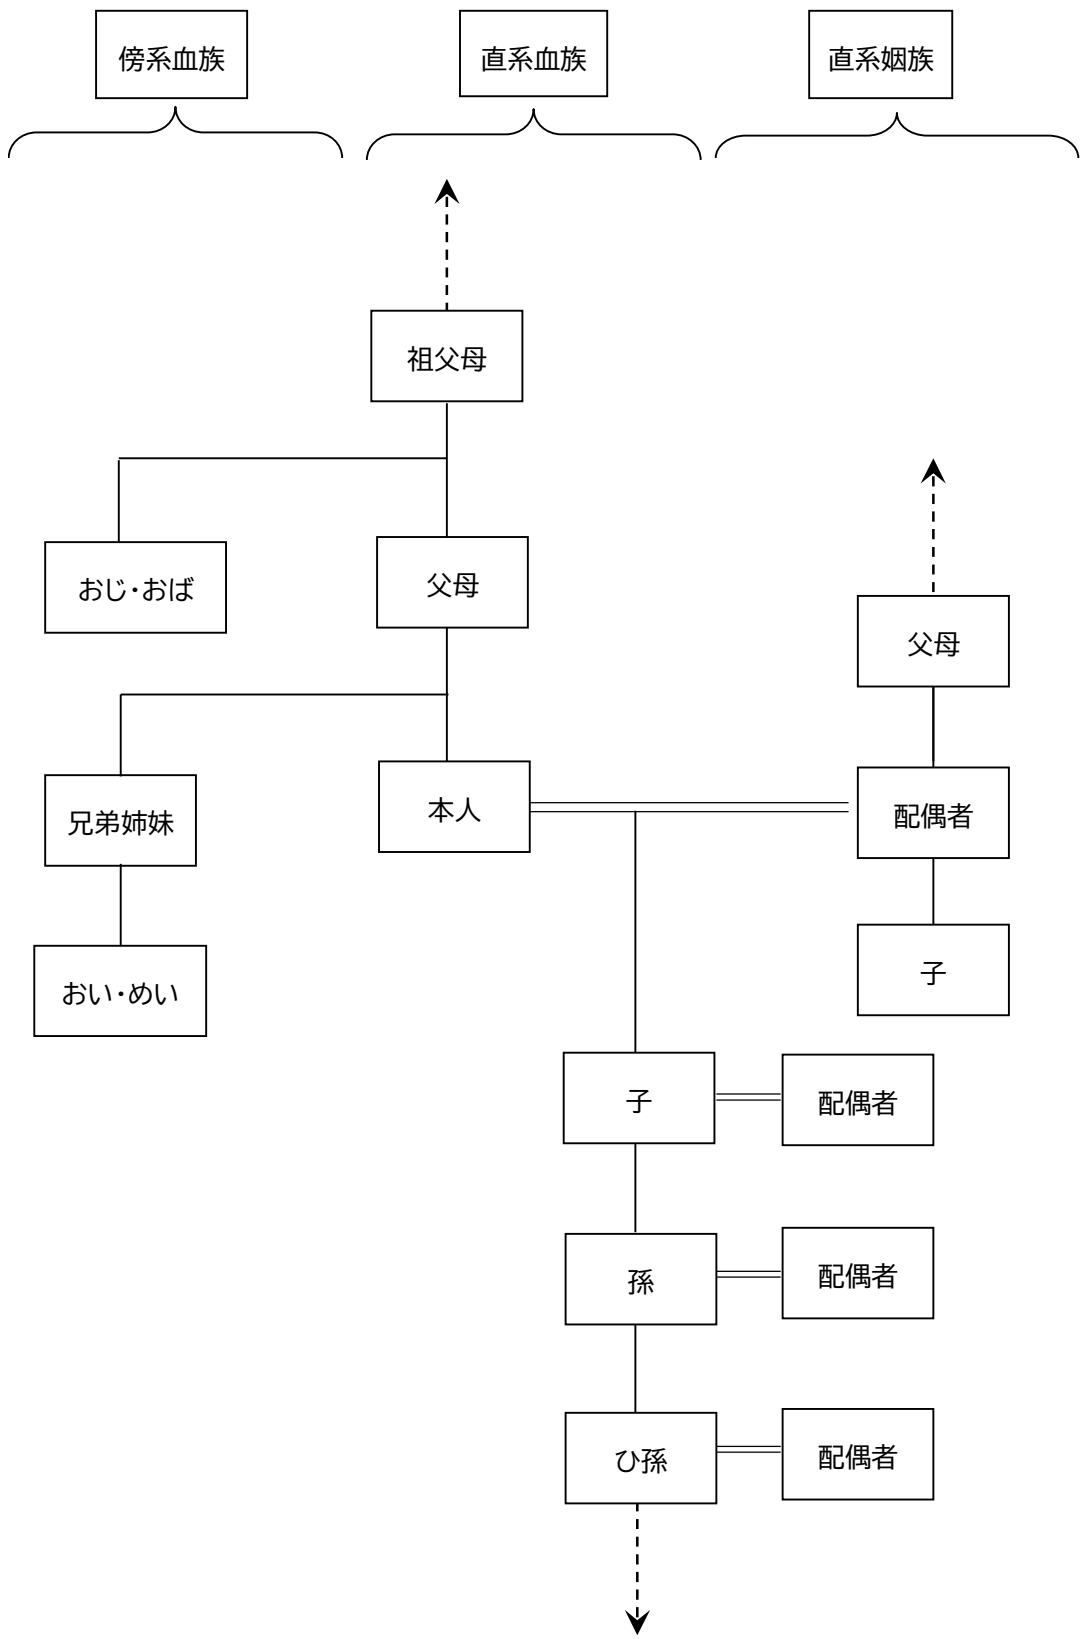 傍系血族
直系血族
直系姻族
祖父母
おじ・おば
父母
父母
兄弟姉妹
本人
配偶者
おい・めい
子
子
配偶者
孫
配偶者
ひ孫
配偶者